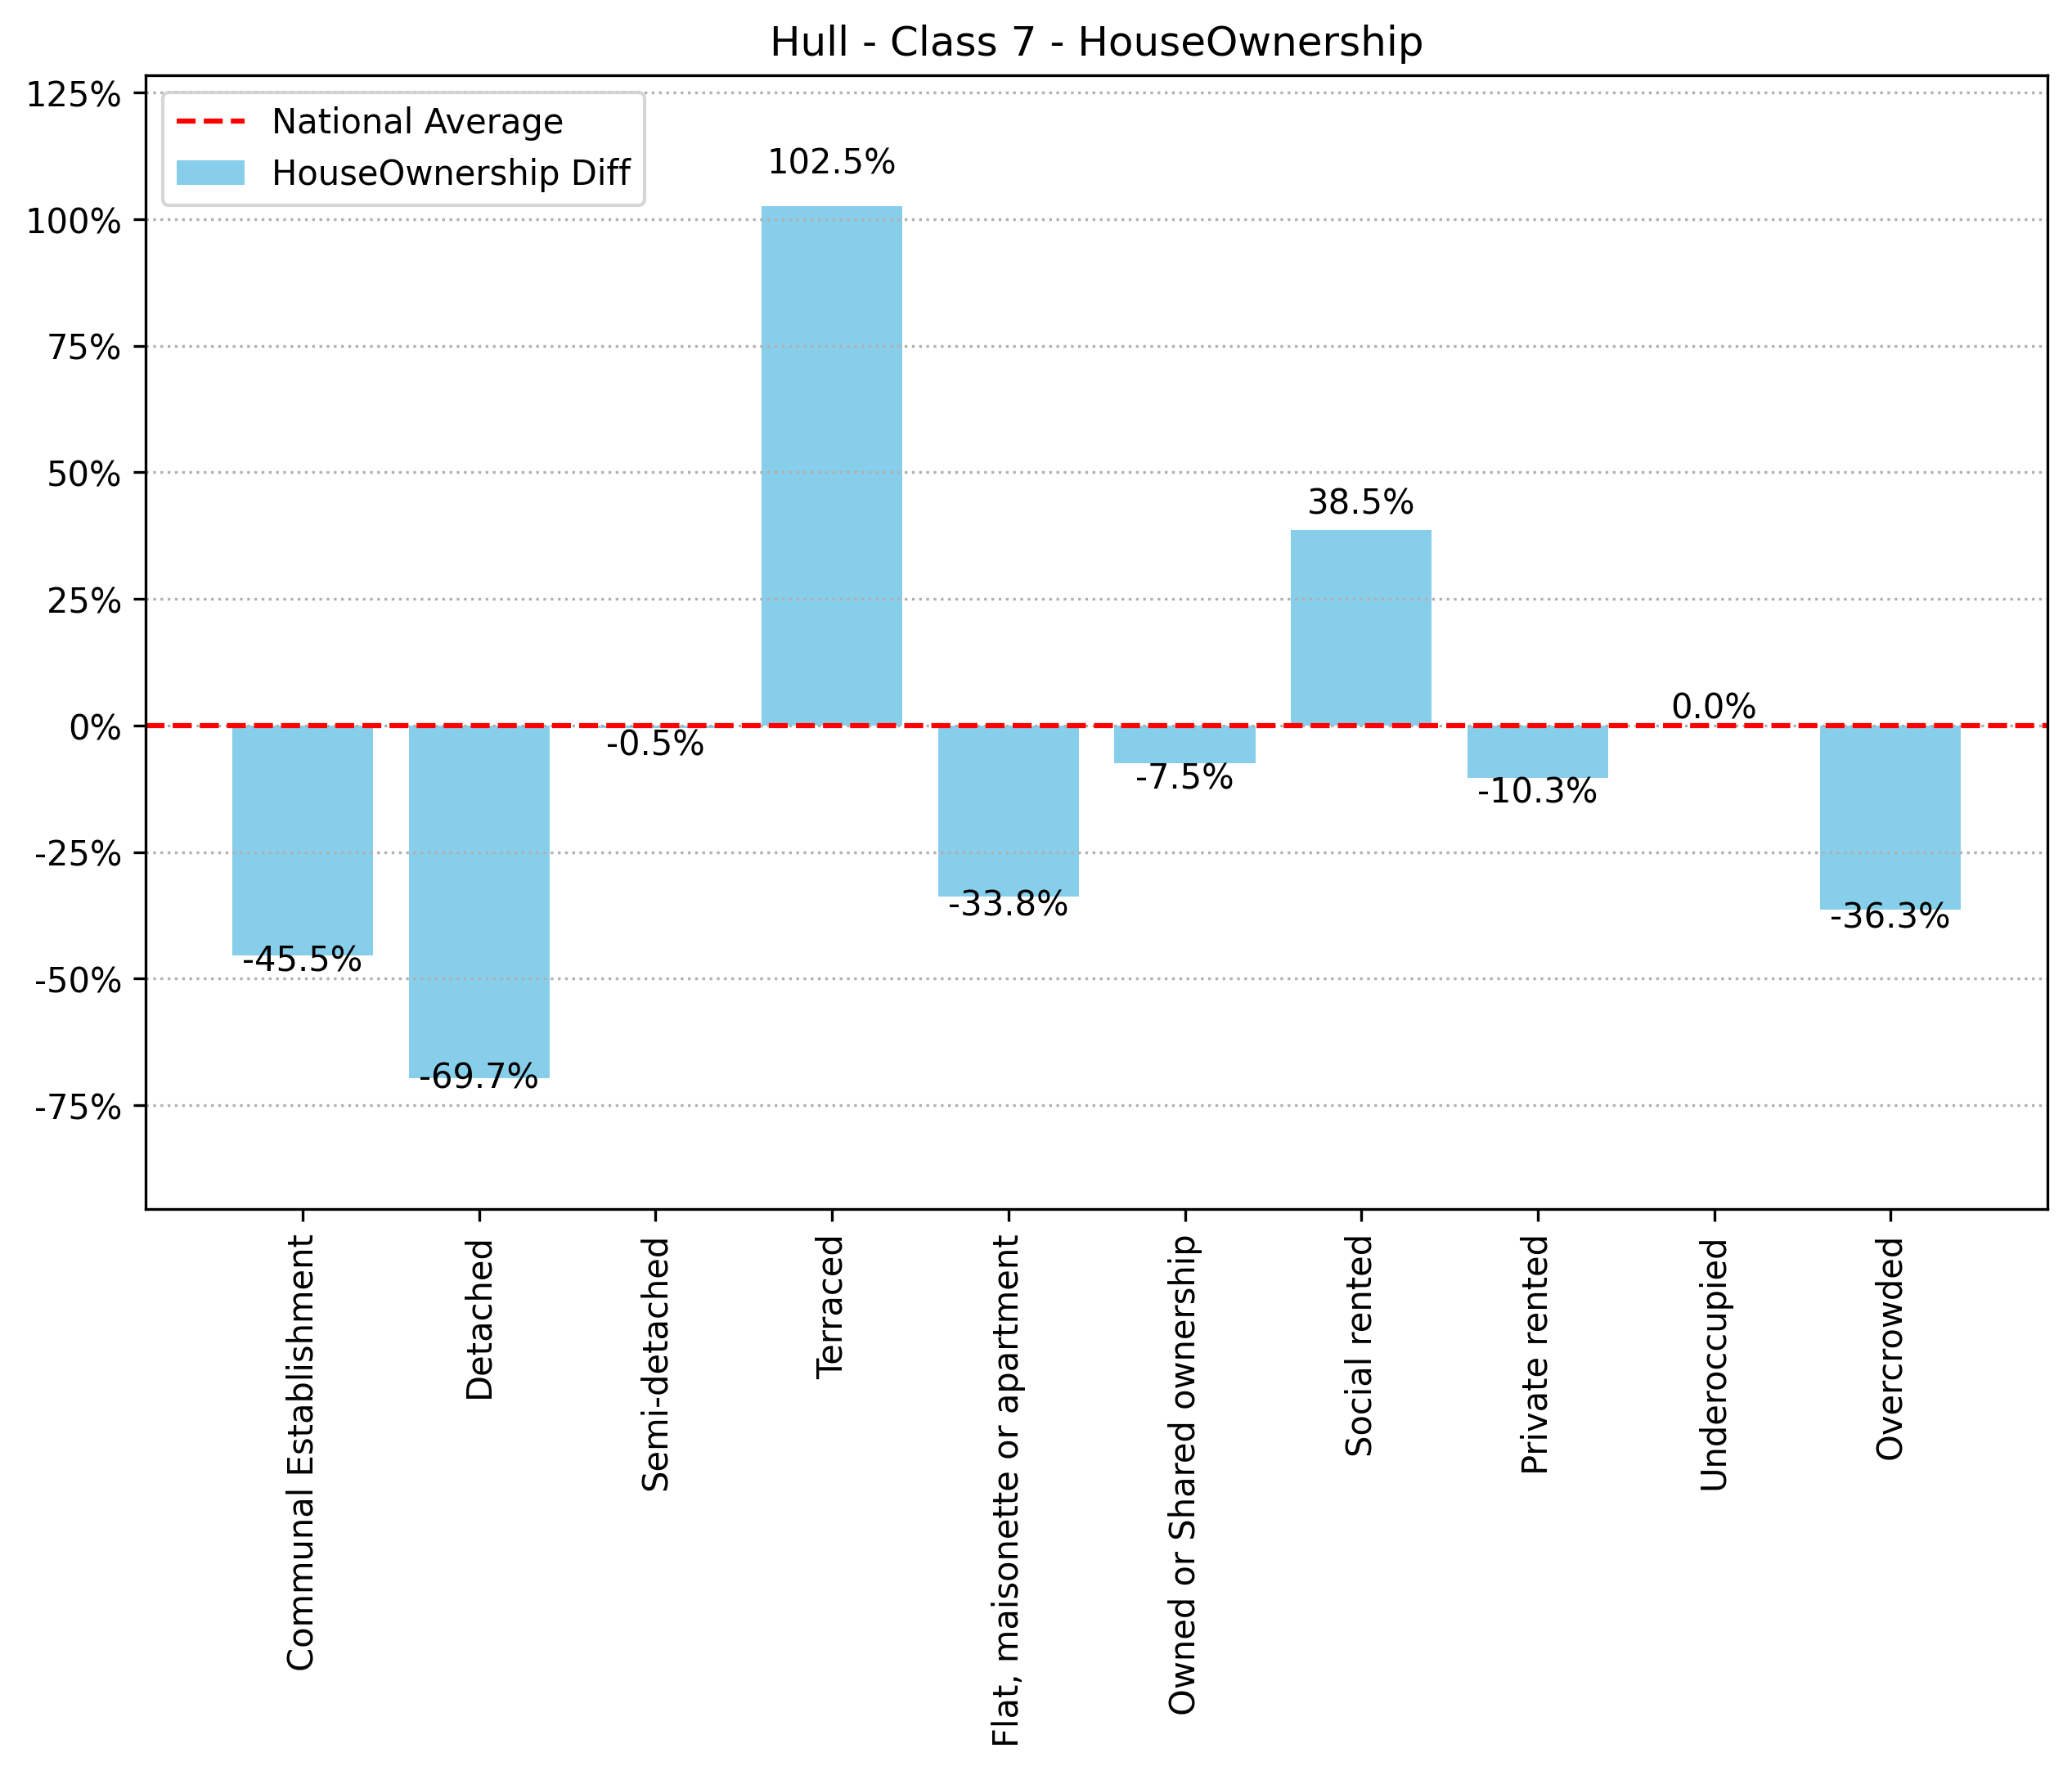 Hull - Class 7 - HouseOwnership
125%
100%
75%
50%
25%
0%
-25%
-50%
-75%
National Average
HouseOwnership Diff
-45.5%
-69.7%
-0.5%
102.5%
-33.8%
-7.5%
38.5%
-10.3%
0.0%
-36.3%
Communal Establishment
Detached
Semi-detached
Terraced
Flat, maisonette or apartment
Owned or Shared ownership
Social rented
Private rented
Underoccupied
Overcrowded